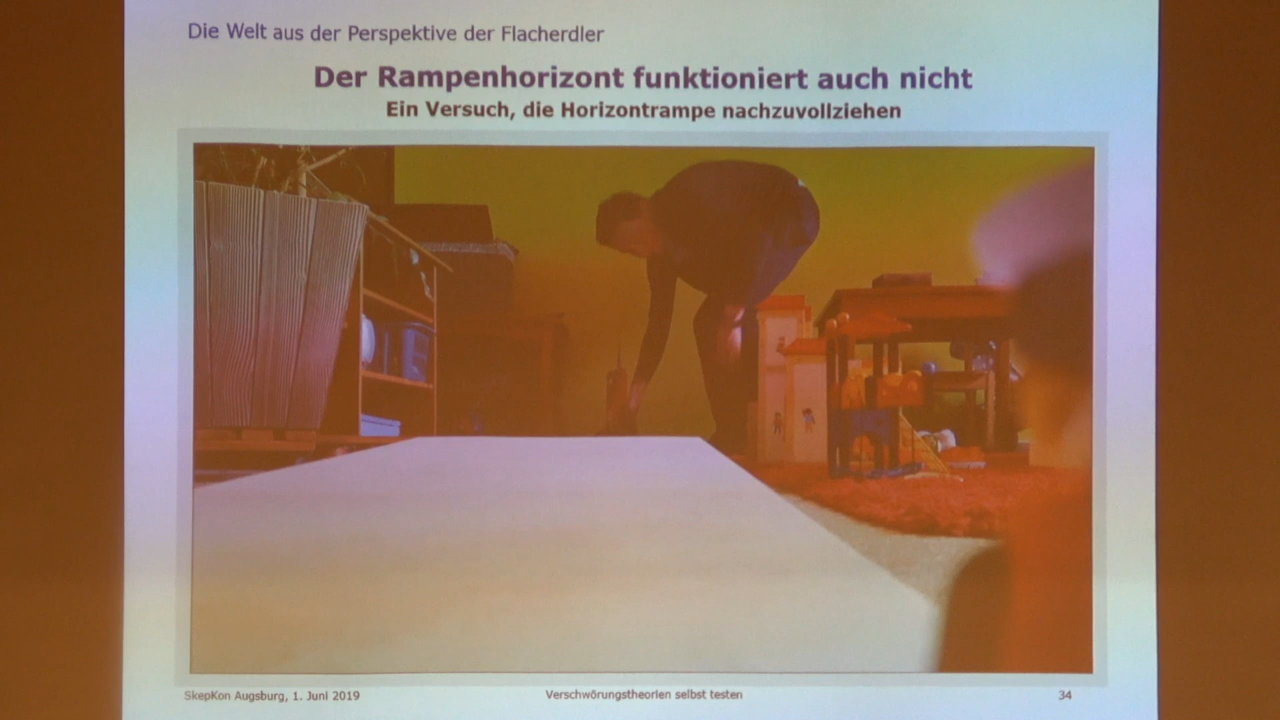 Die Welt aus der Perspektive der Flacherdler
Der Rampenhorizont funktioniert auch nicht
Ein Versuch, die Horizontrampe nachzuvollziehen
SkepKon Augsburg, 1. Juni 2019
Verschwörungstheorien selbst testen
34